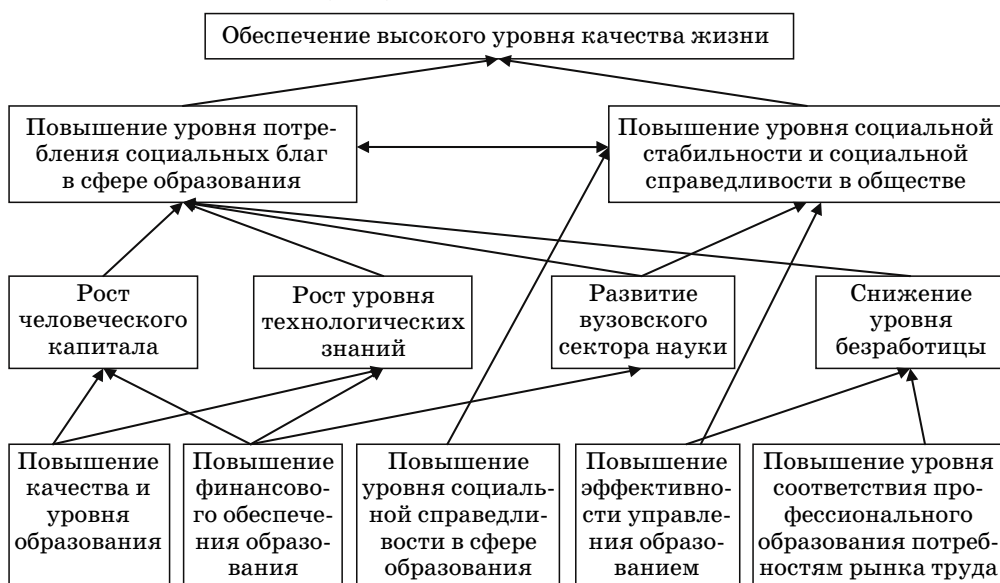 Обеспечение высокого уровня качества жизни
Повышение уровня потре-
бления социальных благ
в сфере образования
Повышение уровня социальной
стабильности и социальной
справедливости в обществе
Рост
человеческого
капитала
Рост уровня
технологических
знаний
Развитие
вузовского
сектора науки
Снижение
уровня
безработицы
Повышение
качества и
уровня
образования
Повышение
финансово-
го обеспече-
ния образо-
вания
Повышение
уровня социаль-
ной справедли-
вости в сфере
образования
Повышение
эффективно-
сти управле-
ния образо-
ванием
Повышение уровня
соответствия про-
фессионального
образования потреб-
ностям рынка труда